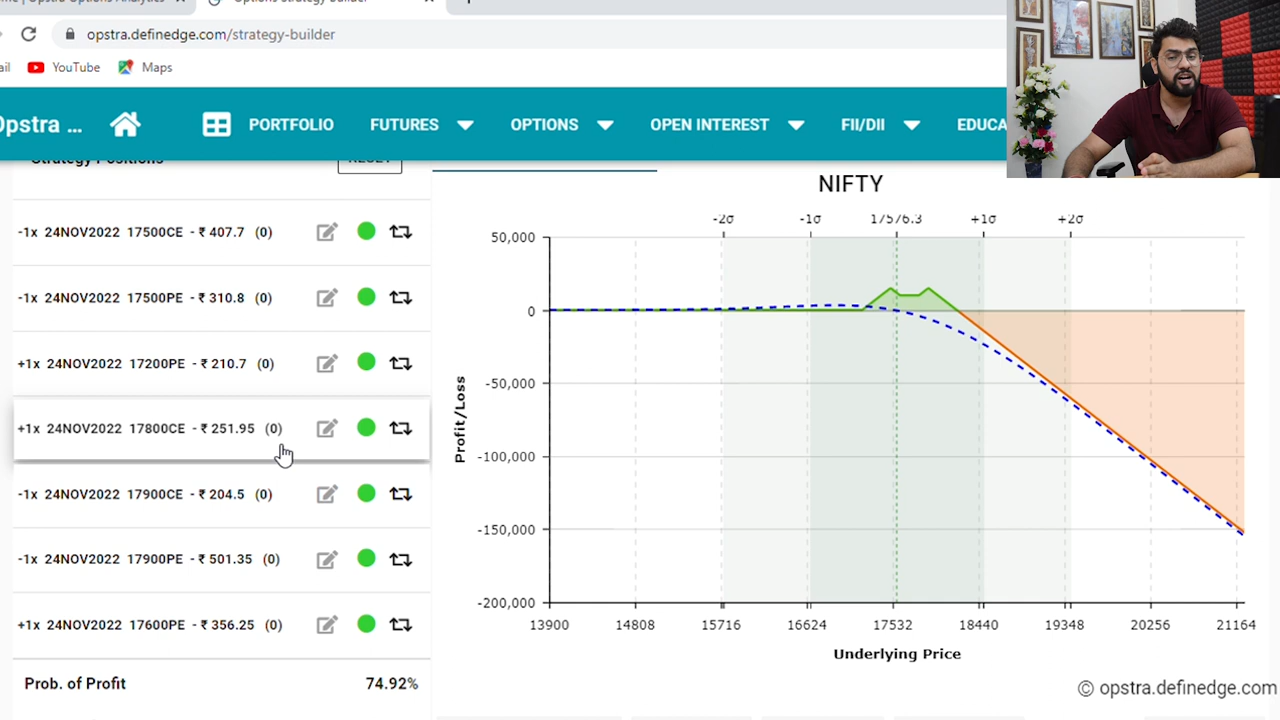 opstra.definedge.com/strategy-builder
YouTube
Maps
Opstra ...
PORTFOLIO
FUTURES
OPTIONS
OPEN INTEREST
FII/DII
Strategy Positions
RESET
-1x 24NOV2022 17500CE - ₹ 407.7 (0)
-1x 24NOV2022 17500PE - ₹ 310.8 (0)
+1x 24NOV2022 17200PE - ₹ 210.7 (0)
+1x 24NOV2022 17800CE - ₹ 251.95 (0)
-1x 24NOV2022 17900CE - ₹ 204.5 (0)
-1x 24NOV2022 17900PE - ₹ 501.35 (0)
+1x 24NOV2022 17600PE - ₹ 356.25 (0)
Prob. of Profit 74.92%
NIFTY
-2σ -1σ 17576.3 +1σ +2σ
50,000
0
-50,000
-100,000
-150,000
-200,000
Profit/Loss
13900 14808 15716 16624 17532 18440 19348 20256 21164
Underlying Price
© opstra.definedge.com